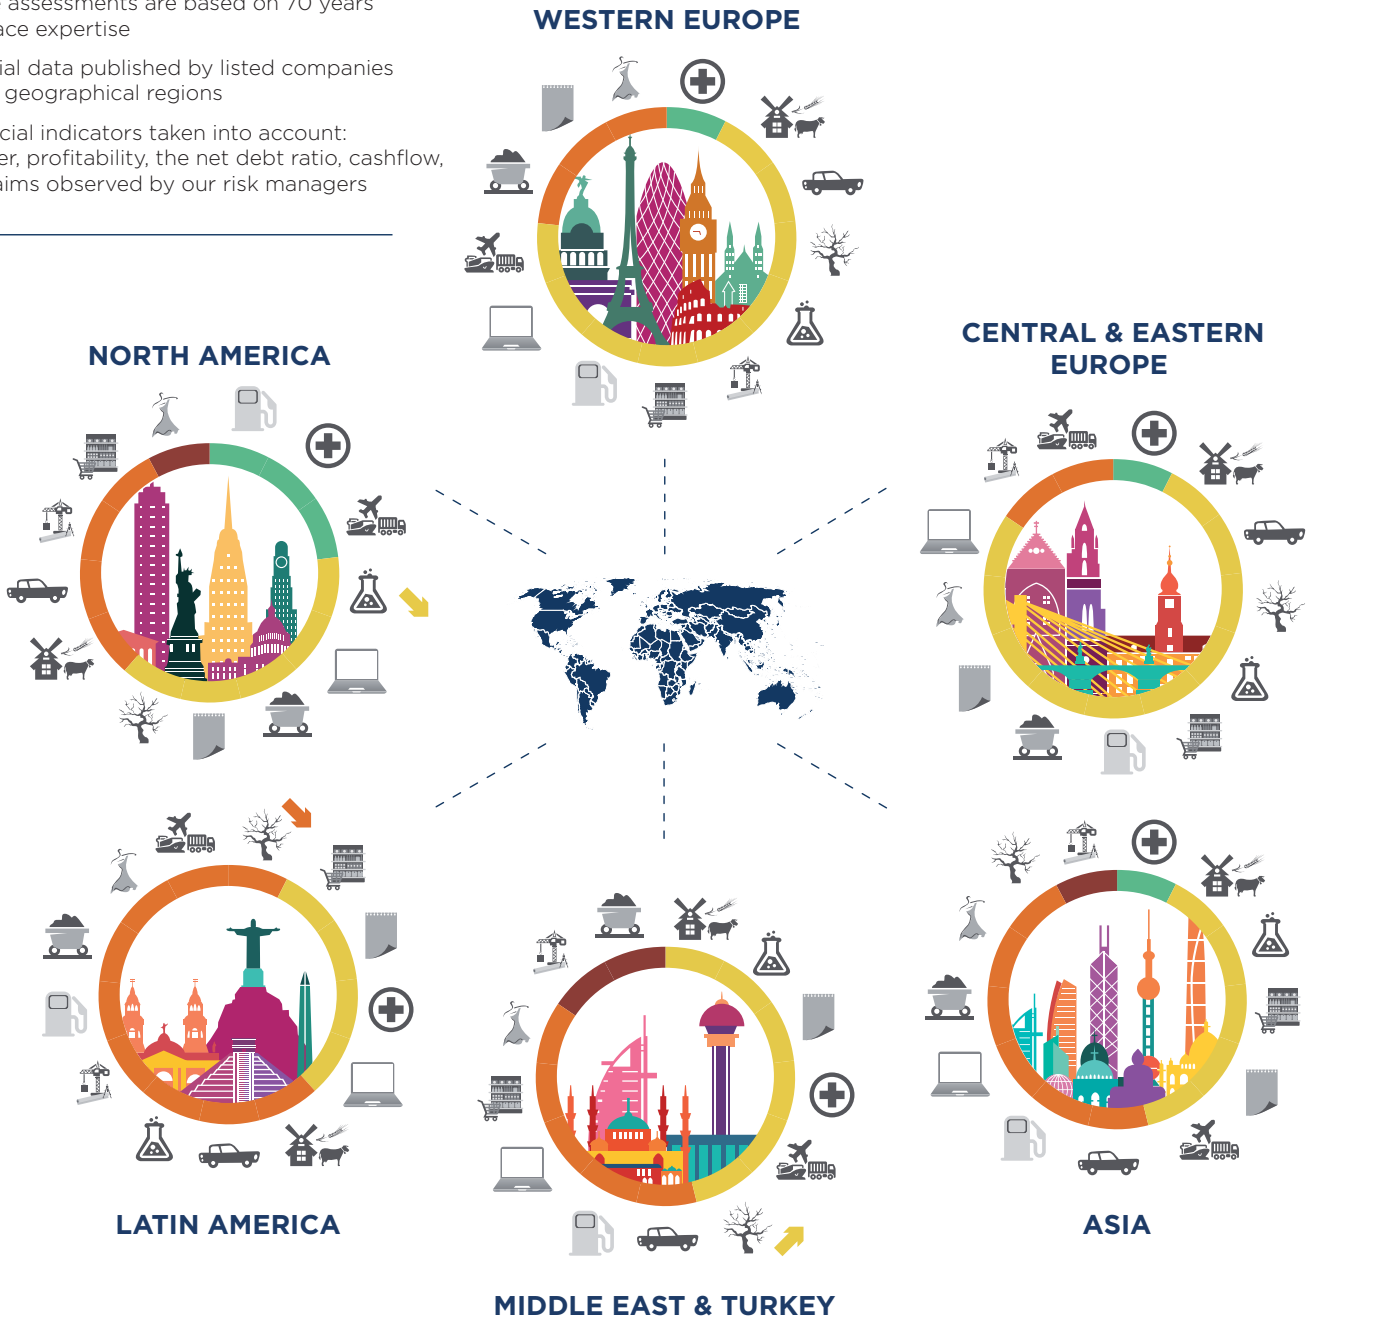 assessments are based on 70 years
ace expertise
ial data published by listed companies
geographical regions
cial indicators taken into account:
er, profitability, the net debt ratio, cashflow,
aims observed by our risk managers
WESTERN EUROPE
NORTH AMERICA
CENTRAL & EASTERN
EUROPE
LATIN AMERICA
ASIA
MIDDLE EAST & TURKEY